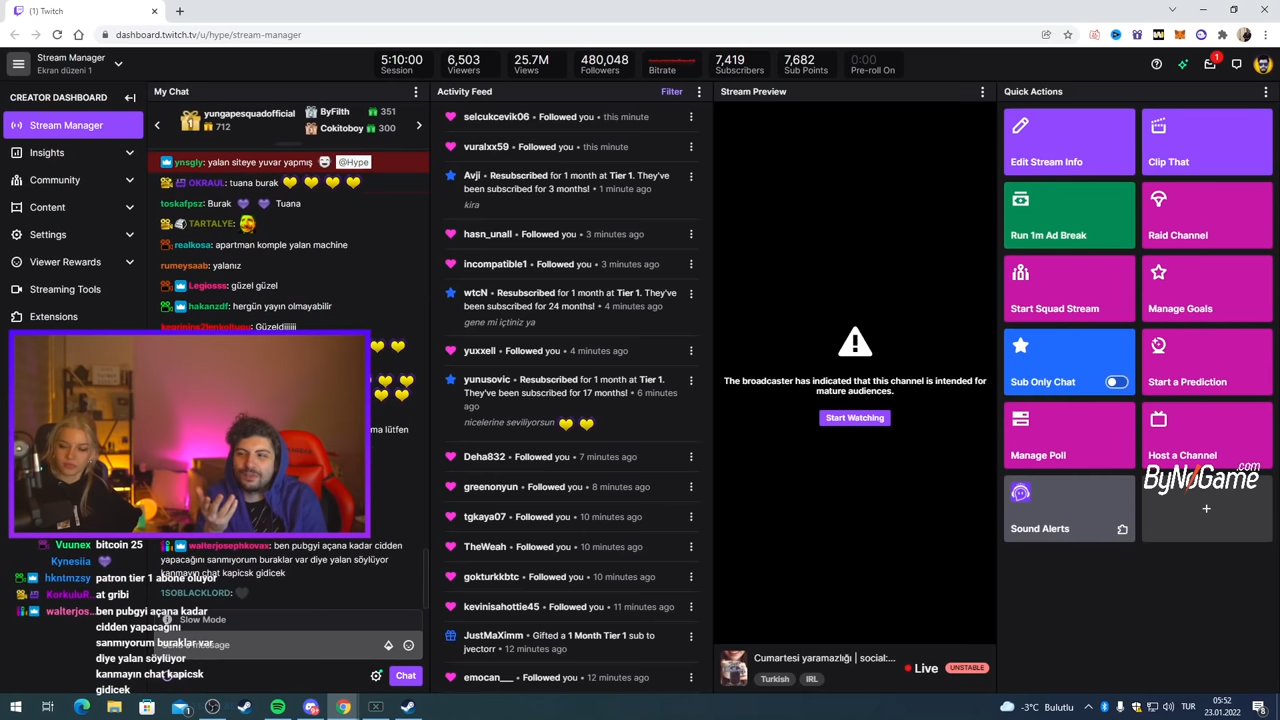 (1) Twitch
dashboard.twitch.tv/u/hype/stream-manager
Stream Manager
Ekran düzeni 1
5:10:00
Session
6,503
Viewers
25.7M
Views
480,048
Followers
Bitrate
7,419
Subscribers
7,682
Sub Points
0:00
Pre-roll On
1
CREATOR DASHBOARD
Stream Manager
Insights
Community
Content
Settings
Viewer Rewards
Streaming Tools
Extensions
My Chat
yungapesquadofficial
712
ByFilth 351
Cokitoboy 300
ynsgly: yalan siteye yuvar yapmış @Hype
OKRAUL: tuana burak
toskafpsz: Burak Tuana
TARTALYE:
realkosa: apartman komple yalan machine
rumeysaab: yalanız
Legiosss: güzel güzel
hakanzdf: hergün yayın olmayabilir
Güzeldiiiiii
ma lütfen
walterjosephkovax: ben pubgyi açana kadar cidden
yapacağını sanmıyorum buraklar var diye yalan söylüyor
kanmayın chat kapicsk gidicek
1SOBLACKLORD:
Slow Mode
Chat
Vuunex bitcoin 25
Kynesiia
hkntmzsy patron tier 1 abone oluyor
KorkuluR... at gribi
walterjos... ben pubgyi açana kadar
cidden yapacağını
sanmıyorum buraklar var
diye yalan söylüyor
kanmayın chat kapicsk
gidicek
Activity Feed
Filter
selcukcevik06 • Followed you • this minute
vuralxx59 • Followed you • this minute
Avji • Resubscribed for 1 month at Tier 1. They've
been subscribed for 3 months! • 1 minute ago
kira
hasn_unall • Followed you • 3 minutes ago
incompatible1 • Followed you • 3 minutes ago
wtcN • Resubscribed for 1 month at Tier 1. They've
been subscribed for 24 months! • 4 minutes ago
gene mi içtiniz ya
yuxxell • Followed you • 4 minutes ago
yunusovic • Resubscribed for 1 month at Tier 1.
They've been subscribed for 17 months! • 6 minutes
ago
nicelerine seviliyorsun
Deha832 • Followed you • 7 minutes ago
greenonyun • Followed you • 8 minutes ago
tgkaya07 • Followed you • 10 minutes ago
TheWeah • Followed you • 10 minutes ago
gokturkkbtc • Followed you • 10 minutes ago
kevinisahottie45 • Followed you • 11 minutes ago
JustMaXimm • Gifted a 1 Month Tier 1 sub to
jvectorr • 12 minutes ago
emocan___ • Followed you • 12 minutes ago
Stream Preview
The broadcaster has indicated that this channel is intended for
mature audiences.
Start Watching
Cumartesi yaramazlığı | social:...
Turkish
IRL
Live
UNSTABLE
Quick Actions
Edit Stream Info
Clip That
Run 1m Ad Break
Raid Channel
Start Squad Stream
Manage Goals
Sub Only Chat
Start a Prediction
Manage Poll
Host a Channel
ByNoGame.com
Sound Alerts
-3°C Bulutlu
TUR
05:52
23.01.2022
8